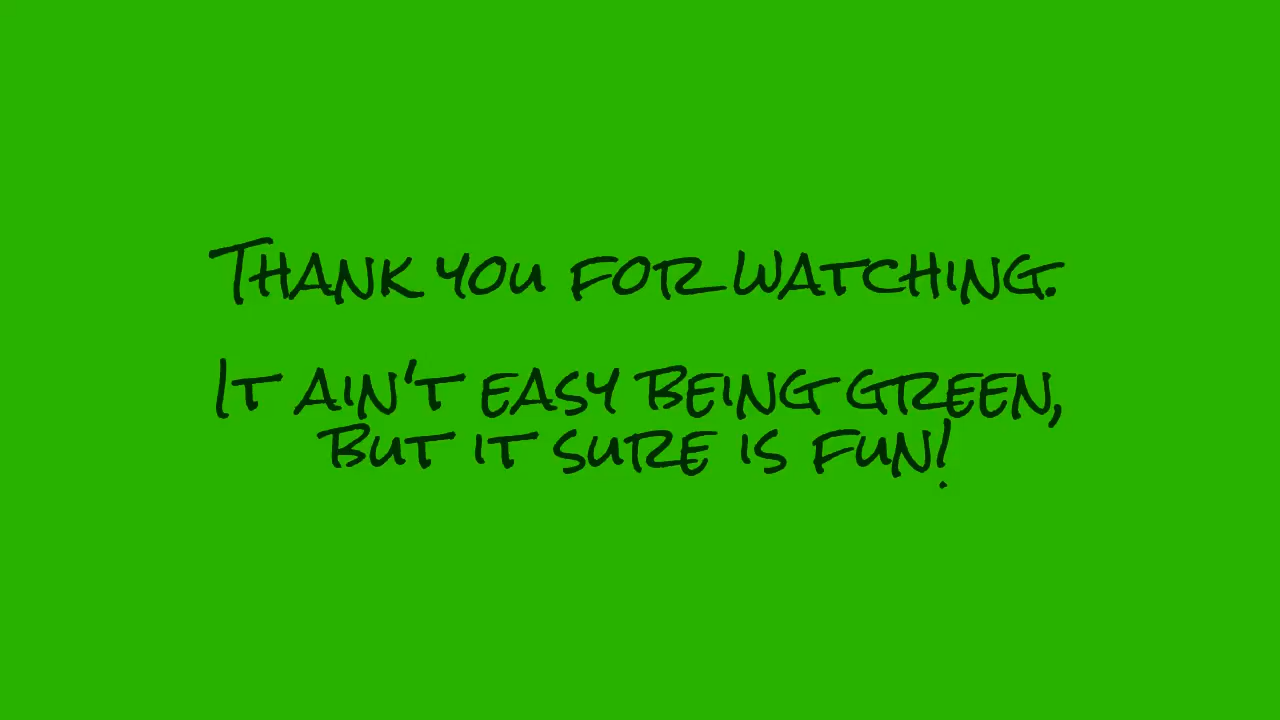 Thank you for watching.
It ain't easy being green,
but it sure is fun!